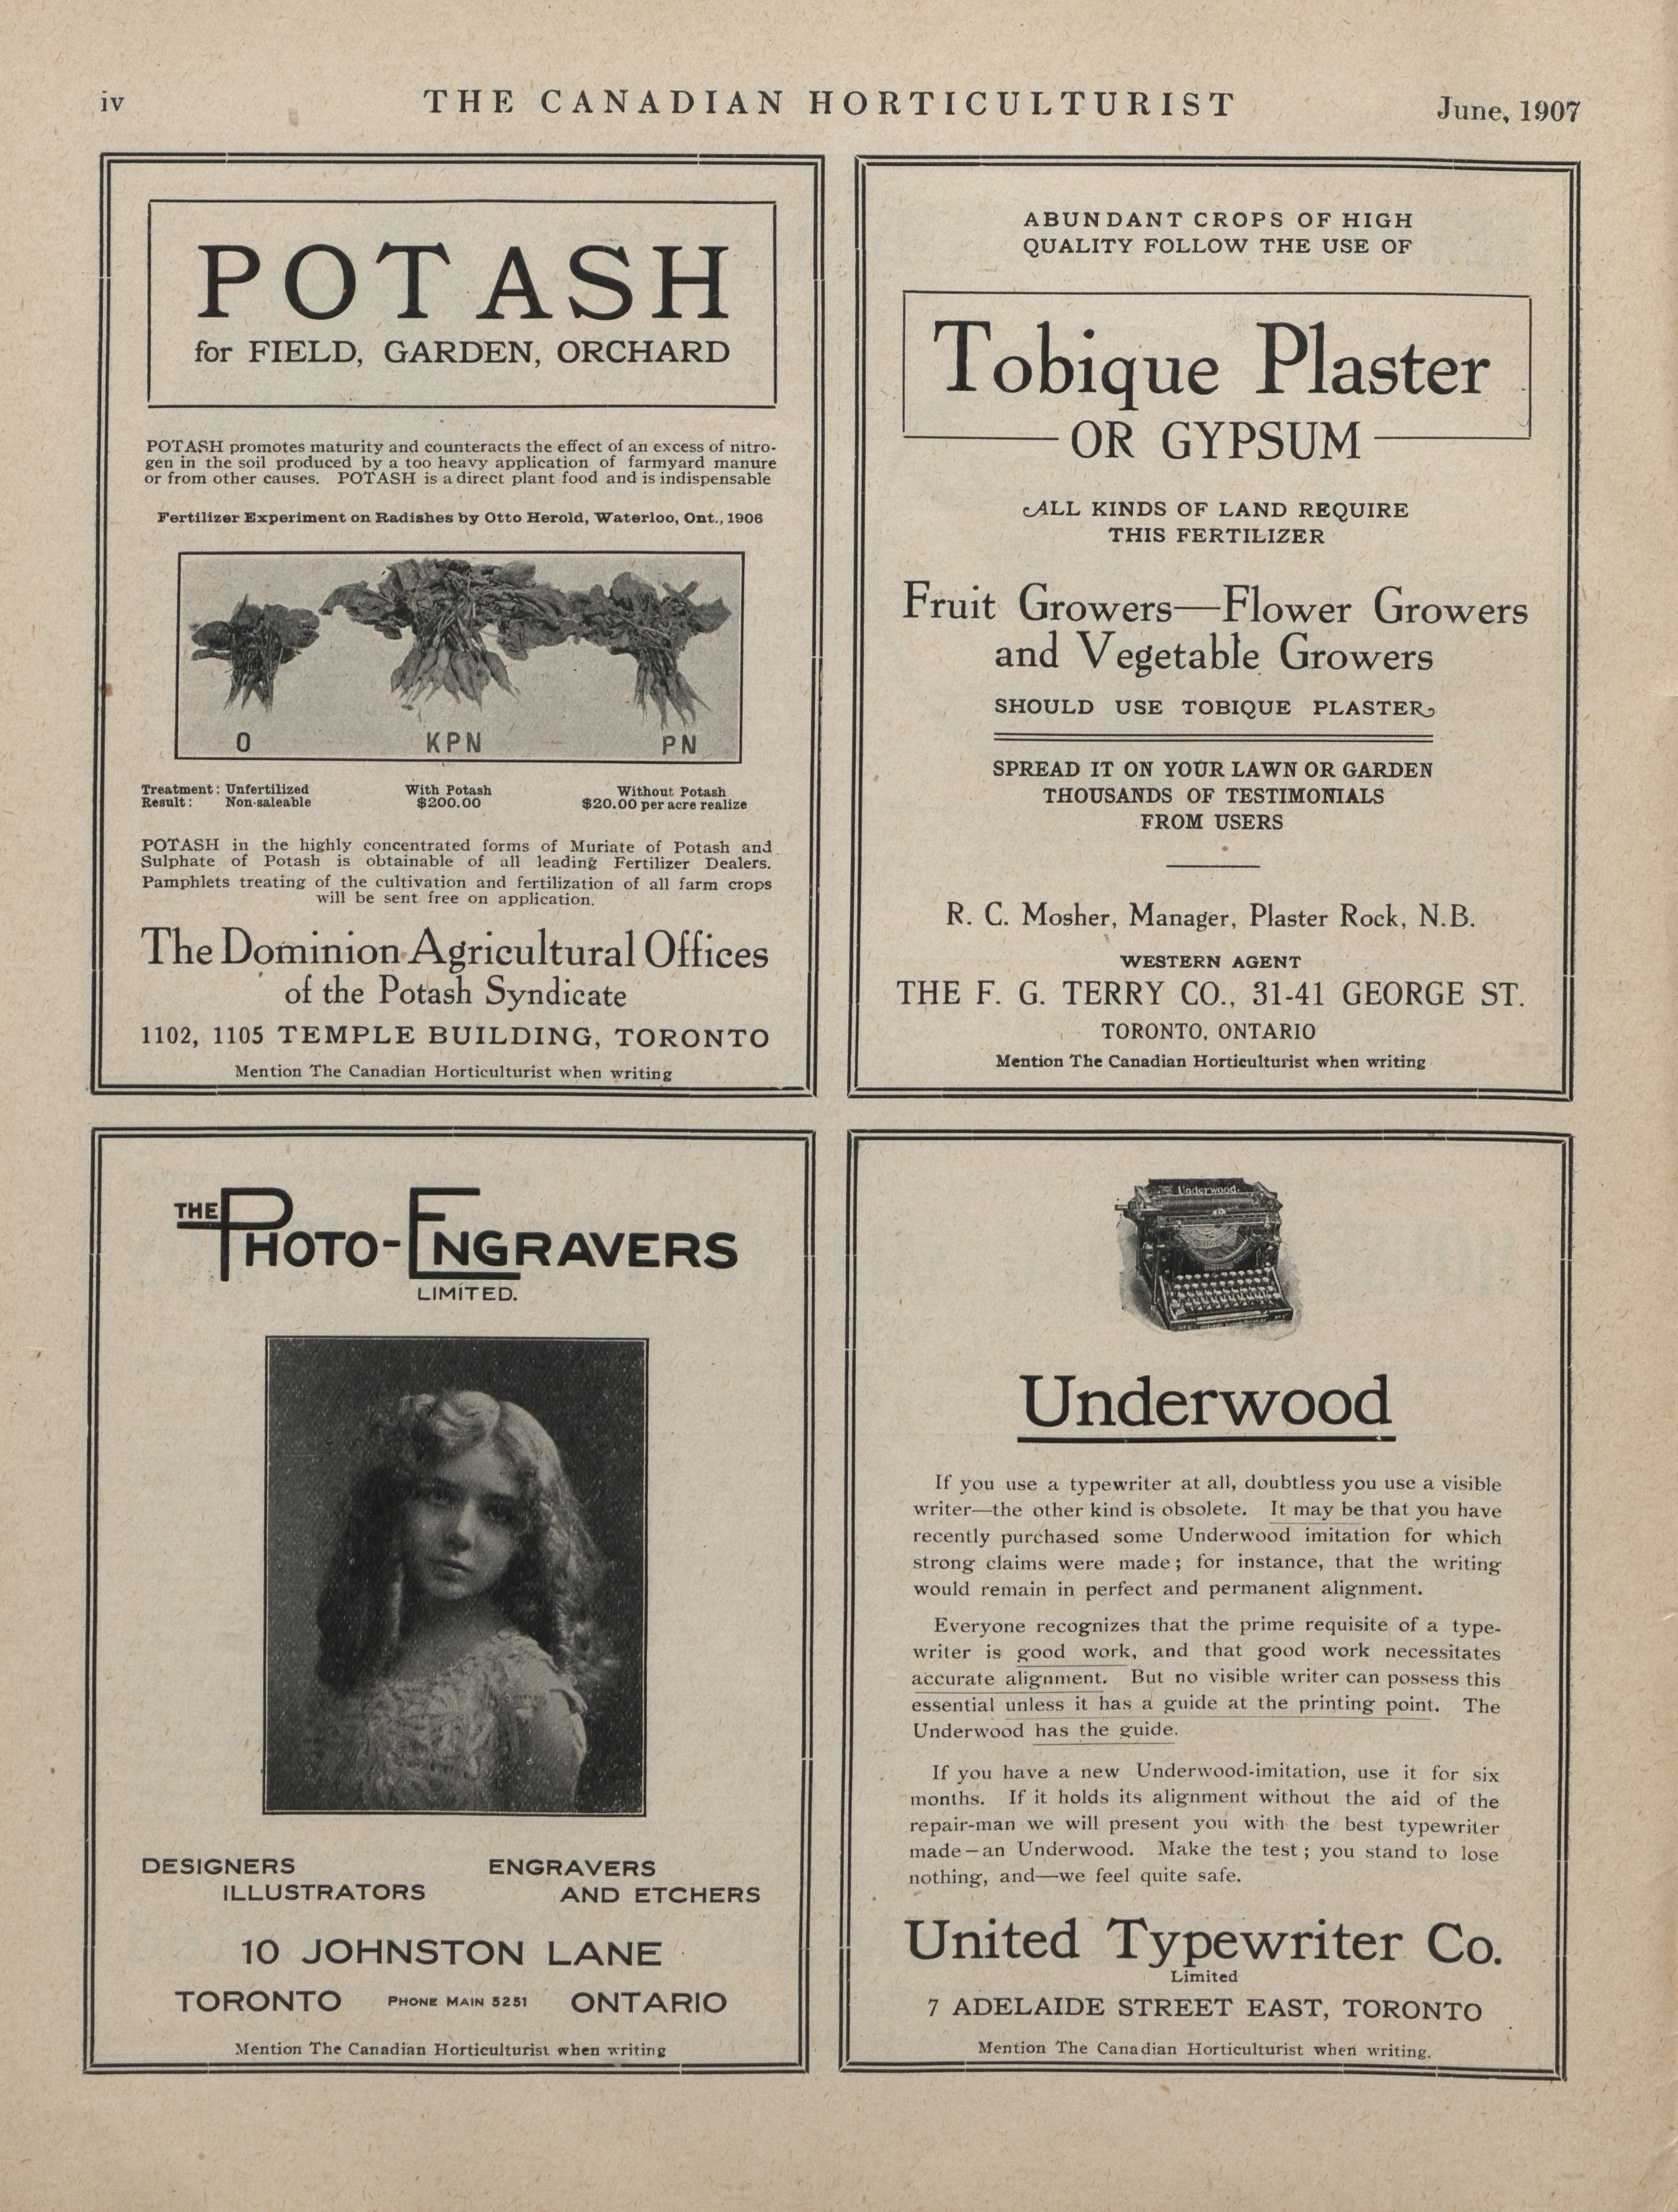 iv
THE CANADIAN HORTICULTURIST
June, 1907
POTASH
for FIELD, GARDEN, ORCHARD
POTASH promotes maturity and counteracts the effect of an excess of nitro-
gen in the soil produced by a too heavy application of farmyard manure
or from other causes. POTASH is a direct plant food and is indispensable
Fertilizer Experiment on Radishes by Otto Herold, Waterloo, Ont., 1906
O KPN PN
Treatment: Unfertilized With Potash Without Potash
Result: Non-saleable $200.00 $20.00 per acre realize
POTASH in the highly concentrated forms of Muriate of Potash and
Sulphate of Potash is obtainable of all leading Fertilizer Dealers.
Pamphlets treating of the cultivation and fertilization of all farm crops
will be sent free on application.
The Dominion Agricultural Offices
of the Potash Syndicate
1102, 1105 TEMPLE BUILDING, TORONTO
Mention The Canadian Horticulturist when writing
ABUNDANT CROPS OF HIGH
QUALITY FOLLOW THE USE OF
Tobique Plaster
OR GYPSUM
ALL KINDS OF LAND REQUIRE
THIS FERTILIZER
Fruit Growers—Flower Growers
and Vegetable Growers
SHOULD USE TOBIQUE PLASTER
SPREAD IT ON YOUR LAWN OR GARDEN
THOUSANDS OF TESTIMONIALS
FROM USERS
R. C. Mosher, Manager, Plaster Rock, N.B.
WESTERN AGENT
THE F. G. TERRY CO., 31-41 GEORGE ST.
TORONTO, ONTARIO
Mention The Canadian Horticulturist when writing
THE PHOTO-ENGRAVERS
LIMITED.
DESIGNERS ENGRAVERS
ILLUSTRATORS AND ETCHERS
10 JOHNSTON LANE
TORONTO PHONE MAIN 5251 ONTARIO
Mention The Canadian Horticulturist when writing
Underwood
Underwood
If you use a typewriter at all, doubtless you use a visible
writer—the other kind is obsolete. It may be that you have
recently purchased some Underwood imitation for which
strong claims were made; for instance, that the writing
would remain in perfect and permanent alignment.
Everyone recognizes that the prime requisite of a type-
writer is good work, and that good work necessitates
accurate alignment. But no visible writer can possess this
essential unless it has a guide at the printing point. The
Underwood has the guide.
If you have a new Underwood-imitation, use it for six
months. If it holds its alignment without the aid of the
repair-man we will present you with the best typewriter
made—an Underwood. Make the test; you stand to lose
nothing, and—we feel quite safe.
United Typewriter Co.
Limited
7 ADELAIDE STREET EAST, TORONTO
Mention The Canadian Horticulturist when writing.